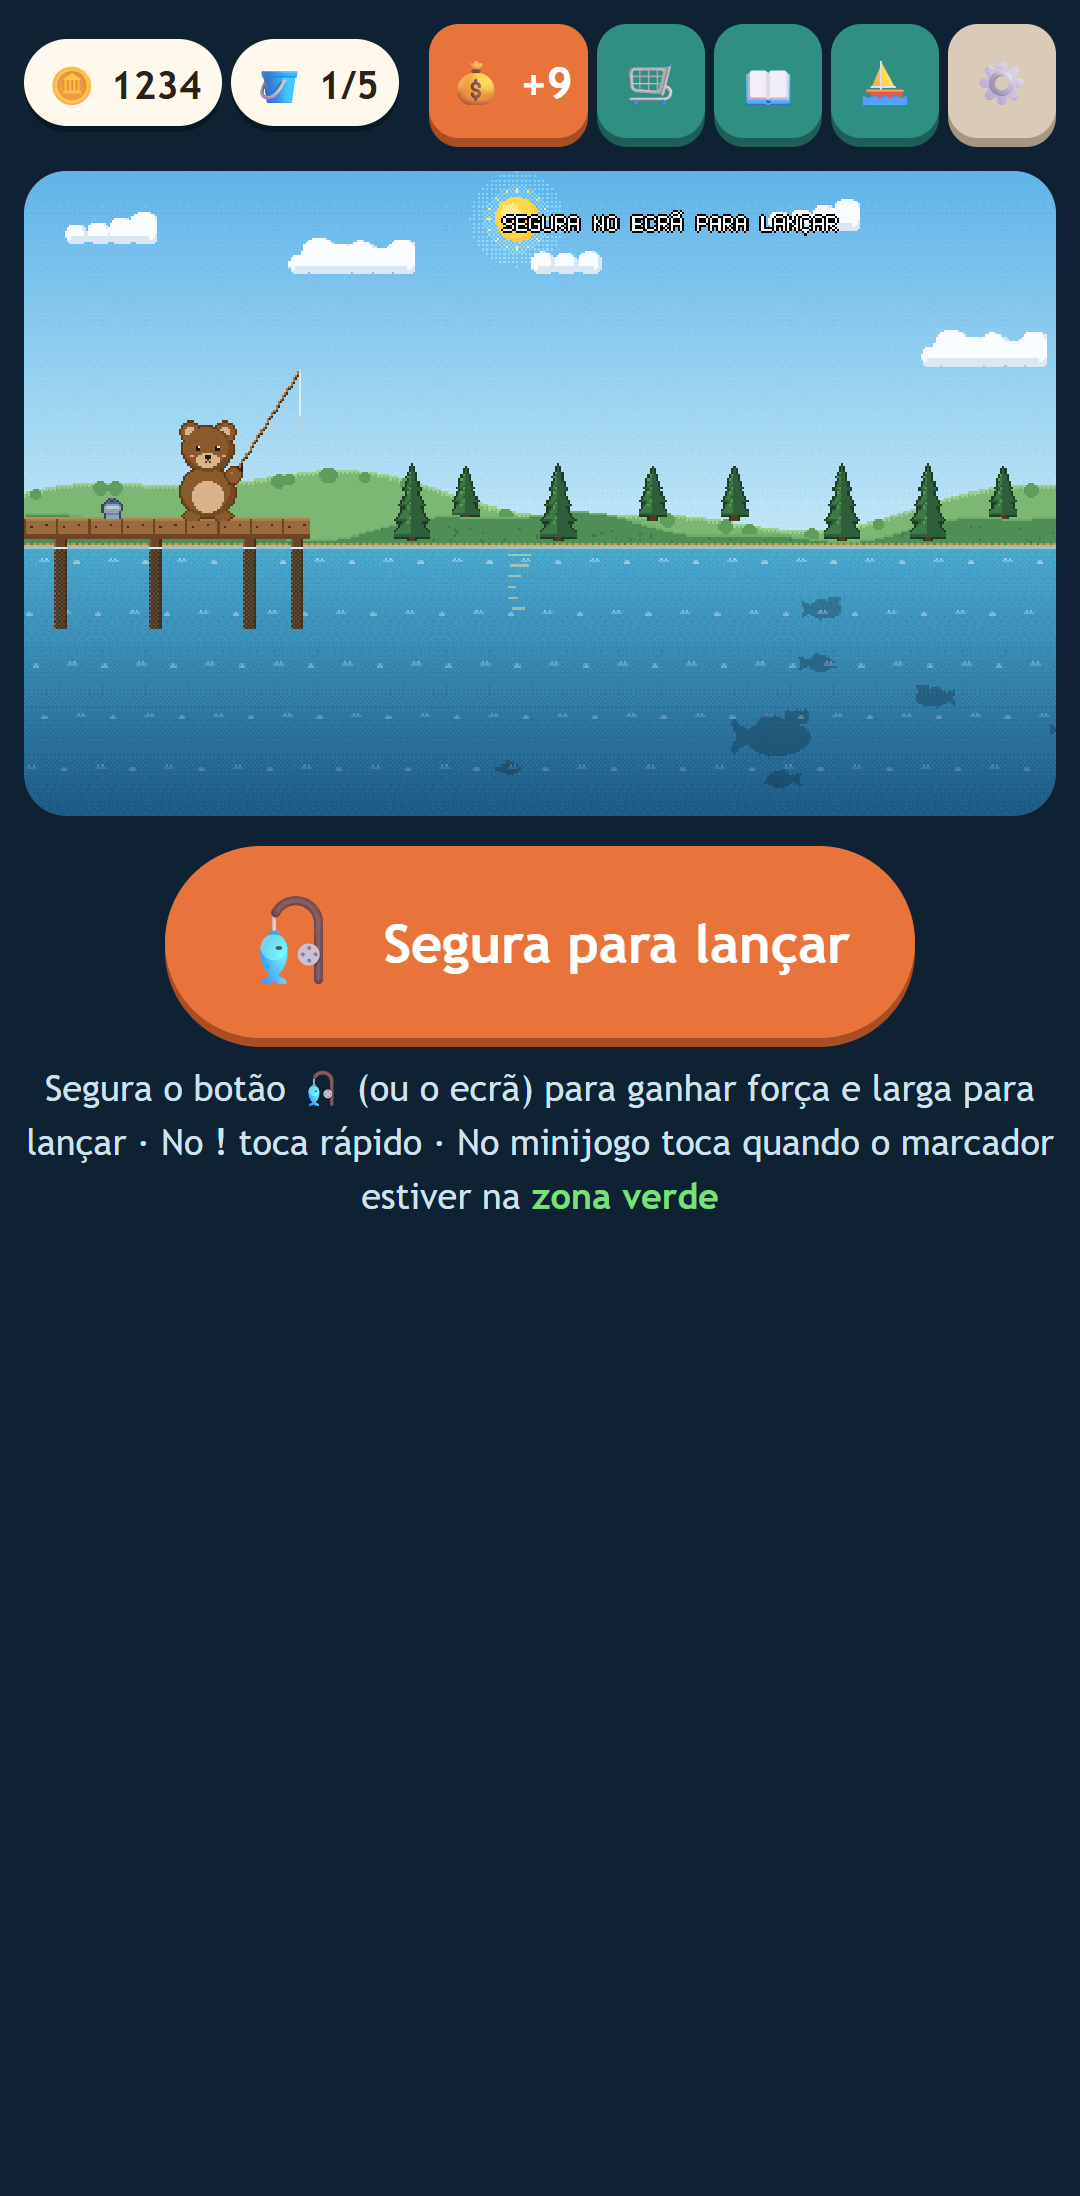 1234
1/5
+9
SEGURA NO ECRÃ PARA LANÇAR
Segura para lançar
Segura o botão (ou o ecrã) para ganhar força e larga para
lançar · No ! toca rápido · No minijogo toca quando o marcador
estiver na zona verde